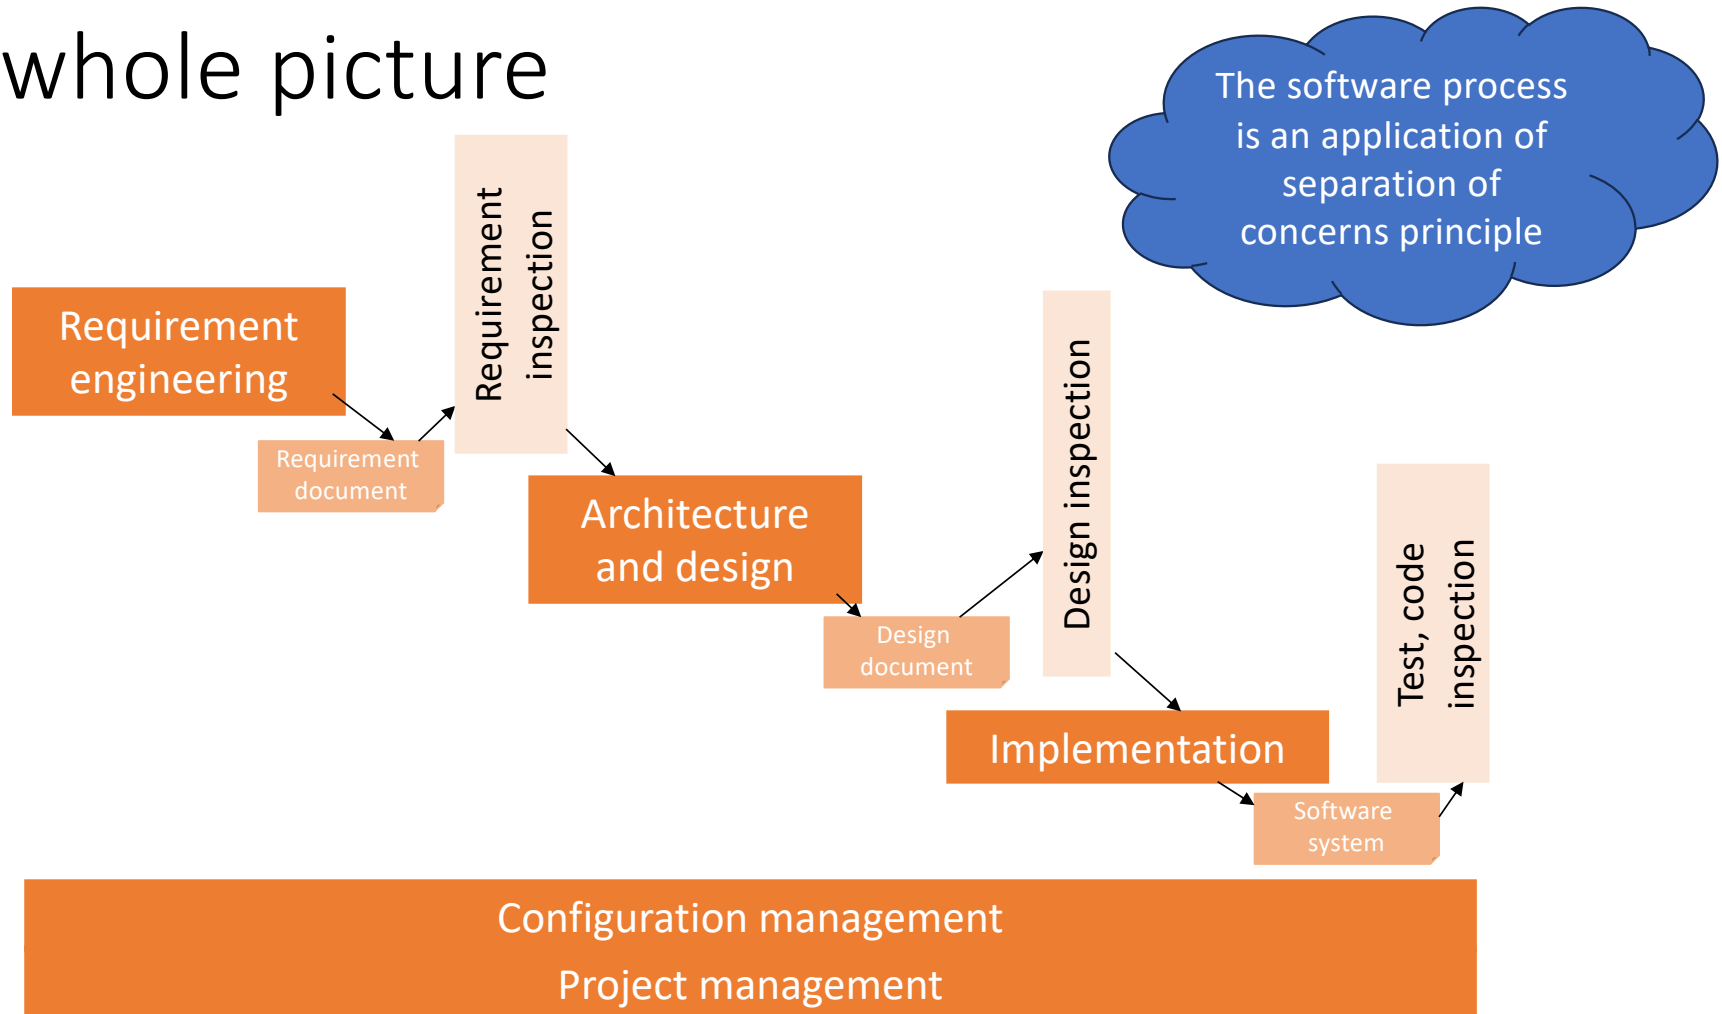 whole picture
The software process
is an application of
separation of
concerns principle
Requirement
engineering
Requirement
document
Requirement
inspection
Architecture
and design
Design
document
Design inspection
Implementation
Software
system
Test, code
inspection
Configuration management
Project management